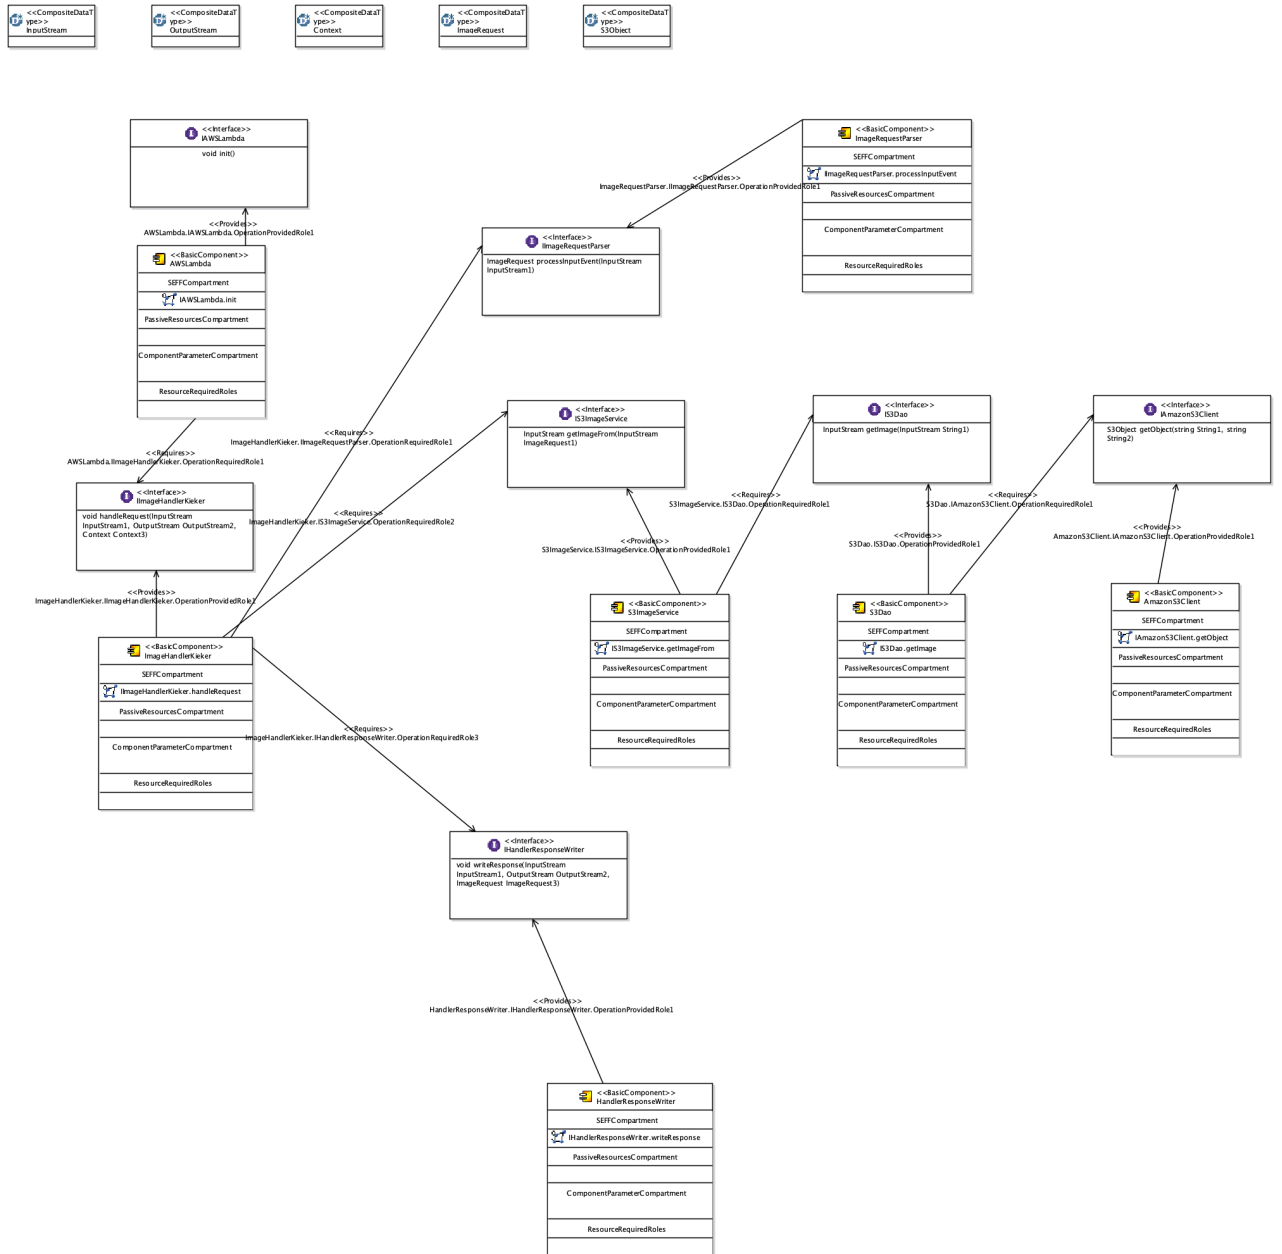 <<CompositeDataT
ype>>
InputStream
<<CompositeDataT
ype>>
OutputStream
<<CompositeDataT
ype>>
Context
<<CompositeDataT
ype>>
ImageRequest
<<CompositeDataT
ype>>
S3Object
<<Interface>>
IAWSLambda
void init()
<<BasicComponent>>
ImageRequestParser
SEFFCompartment
IImageRequestParser.processInputEvent
PassiveResourcesCompartment
ComponentParameterCompartment
ResourceRequiredRoles
<<Provides>>
ImageRequestParser.IImageRequestParser.OperationProvidedRole1
<<Provides>>
AWSLambda.IAWSLambda.OperationProvidedRole1
<<Interface>>
IImageRequestParser
ImageRequest processInputEvent(InputStream
InputStream1)
<<BasicComponent>>
AWSLambda
SEFFCompartment
IAWSLambda.init
PassiveResourcesCompartment
ComponentParameterCompartment
ResourceRequiredRoles
<<Requires>>
AWSLambda.IImageHandlerKieker.OperationRequiredRole1
<<Requires>>
ImageHandlerKieker.IImageRequestParser.OperationRequiredRole1
<<Interface>>
IS3ImageService
InputStream getImageFrom(InputStream
ImageRequest1)
<<Interface>>
IS3Dao
InputStream getImage(InputStream String1)
<<Interface>>
IAmazonS3Client
S3Object getObject(string String1, string
String2)
<<Interface>>
IImageHandlerKieker
void handleRequest(InputStream
InputStream1, OutputStream OutputStream2,
Context Context3)
<<Requires>>
ImageHandlerKieker.IS3ImageService.OperationRequiredRole2
<<Requires>>
S3ImageService.IS3Dao.OperationRequiredRole1
<<Requires>>
S3Dao.IAmazonS3Client.OperationRequiredRole1
<<Provides>>
S3ImageService.IS3ImageService.OperationProvidedRole1
<<Provides>>
S3Dao.IS3Dao.OperationProvidedRole1
<<Provides>>
AmazonS3Client.IAmazonS3Client.OperationProvidedRole1
<<Provides>>
ImageHandlerKieker.IImageHandlerKieker.OperationProvidedRole1
<<BasicComponent>>
ImageHandlerKieker
SEFFCompartment
IImageHandlerKieker.handleRequest
PassiveResourcesCompartment
ComponentParameterCompartment
ResourceRequiredRoles
<<BasicComponent>>
S3ImageService
SEFFCompartment
IS3ImageService.getImageFrom
PassiveResourcesCompartment
ComponentParameterCompartment
ResourceRequiredRoles
<<BasicComponent>>
S3Dao
SEFFCompartment
IS3Dao.getImage
PassiveResourcesCompartment
ComponentParameterCompartment
ResourceRequiredRoles
<<BasicComponent>>
AmazonS3Client
SEFFCompartment
IAmazonS3Client.getObject
PassiveResourcesCompartment
ComponentParameterCompartment
ResourceRequiredRoles
<<Requires>>
ImageHandlerKieker.IHandlerResponseWriter.OperationRequiredRole3
<<Interface>>
IHandlerResponseWriter
void writeResponse(InputStream
InputStream1, OutputStream OutputStream2,
ImageRequest ImageRequest3)
<<Provides>>
HandlerResponseWriter.IHandlerResponseWriter.OperationProvidedRole1
<<BasicComponent>>
HandlerResponseWriter
SEFFCompartment
IHandlerResponseWriter.writeResponse
PassiveResourcesCompartment
ComponentParameterCompartment
ResourceRequiredRoles